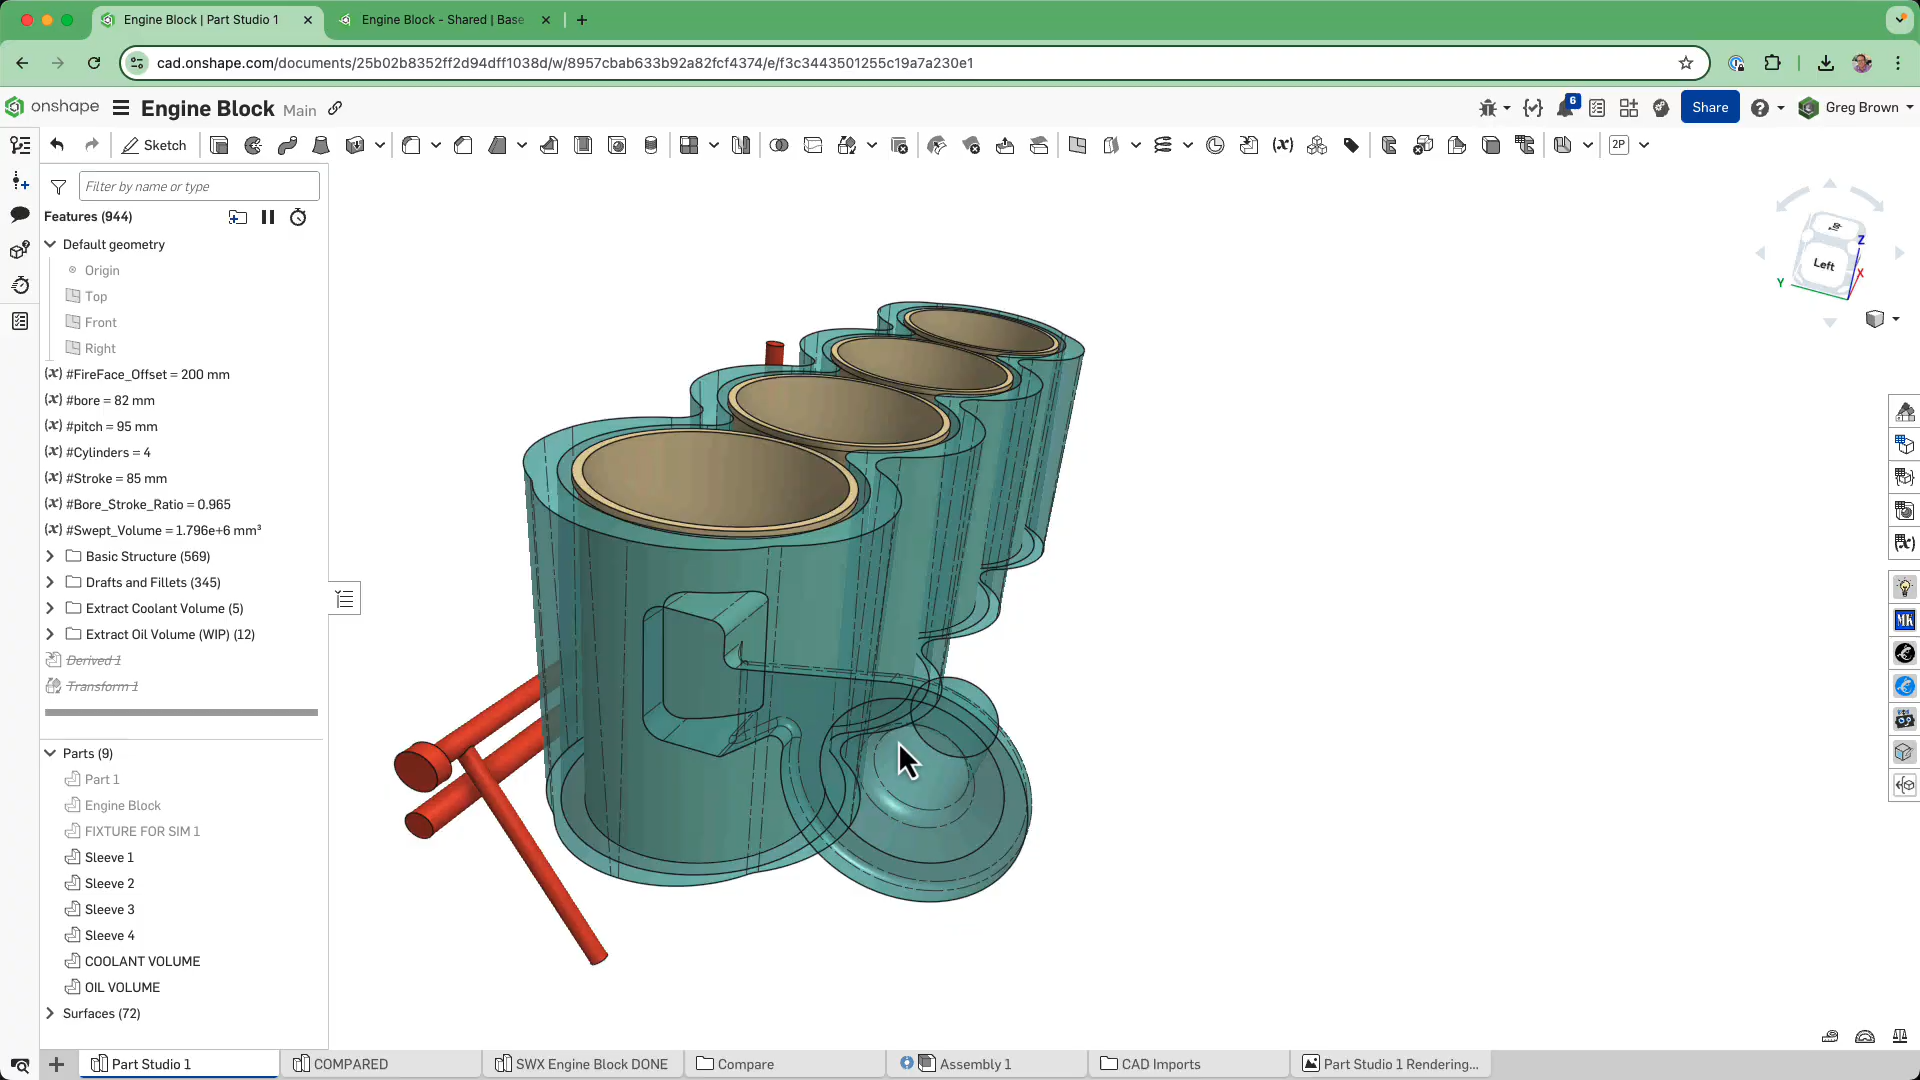 Engine Block | Part Studio 1
Engine Block - Shared | Base
cad.onshape.com/documents/25b02b8352ff2d94dff1038d/w/8957cbab633b92a82fcf4374/e/f3c3443501255c19a7a230e1
onshape
Engine Block Main
6
Share
Greg Brown
Sketch
2P
Filter by name or type
Features (944)
Default geometry
Origin
Top
Front
Right
(x) #FireFace_Offset = 200 mm
(x) #bore = 82 mm
(x) #pitch = 95 mm
(x) #Cylinders = 4
(x) #Stroke = 85 mm
(x) #Bore_Stroke_Ratio = 0.965
(x) #Swept_Volume = 1.796e+6 mm³
Basic Structure (569)
Drafts and Fillets (345)
Extract Coolant Volume (5)
Extract Oil Volume (WIP) (12)
Derived 1
Transform 1
Parts (9)
Part 1
Engine Block
FIXTURE FOR SIM 1
Sleeve 1
Sleeve 2
Sleeve 3
Sleeve 4
COOLANT VOLUME
OIL VOLUME
Surfaces (72)
Z
Left
X
Y
MK
Part Studio 1
COMPARED
SWX Engine Block DONE
Compare
Assembly 1
CAD Imports
Part Studio 1 Rendering...